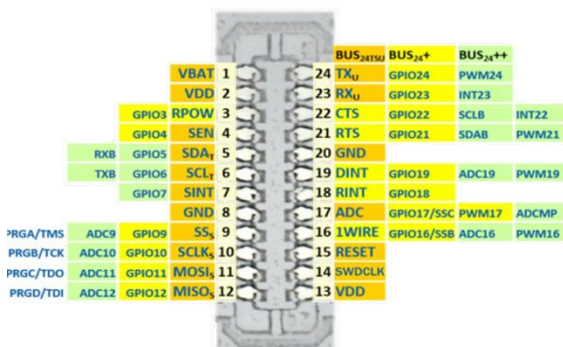 BUS24TSU BUS24+ BUS24++
VBAT 1 24 TXU GPIO24 PWM24
VDD 2 23 RXU GPIO23 INT23
GPIO3 RPOW 3 22 CTS GPIO22 SCLB INT22
GPIO4 SEN 4 21 RTS GPIO21 SDAB PWM21
RXB GPIO5 SDAT 5 20 GND
TXB GPIO6 SCLT 6 19 DINT GPIO19 ADC19 PWM19
GPIO7 SINT 7 18 RINT GPIO18
GND 8 17 ADC GPIO17/SSC PWM17 ADCMP
PRGA/TMS ADC9 GPIO9 SSS 9 16 1WIRE GPIO16/SSB ADC16 PWM16
PRGB/TCK ADC10 GPIO10 SCLKS 10 15 RESET
PRGC/TDO ADC11 GPIO11 MOSIS 11 14 SWDCLK
PRGD/TDI ADC12 GPIO12 MISOS 12 13 VDD